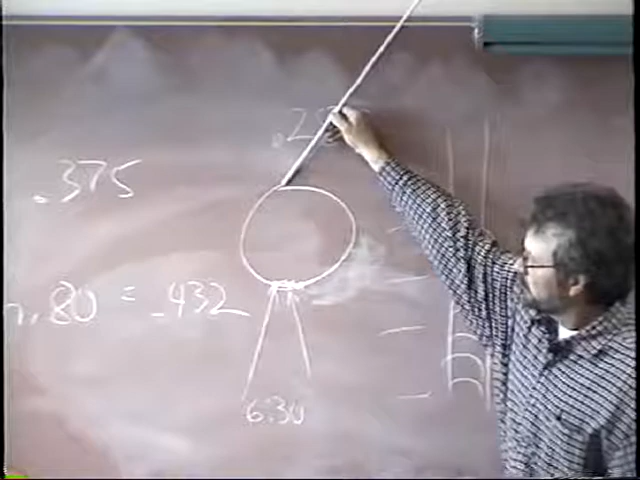 .375
.80 = .432
6:30